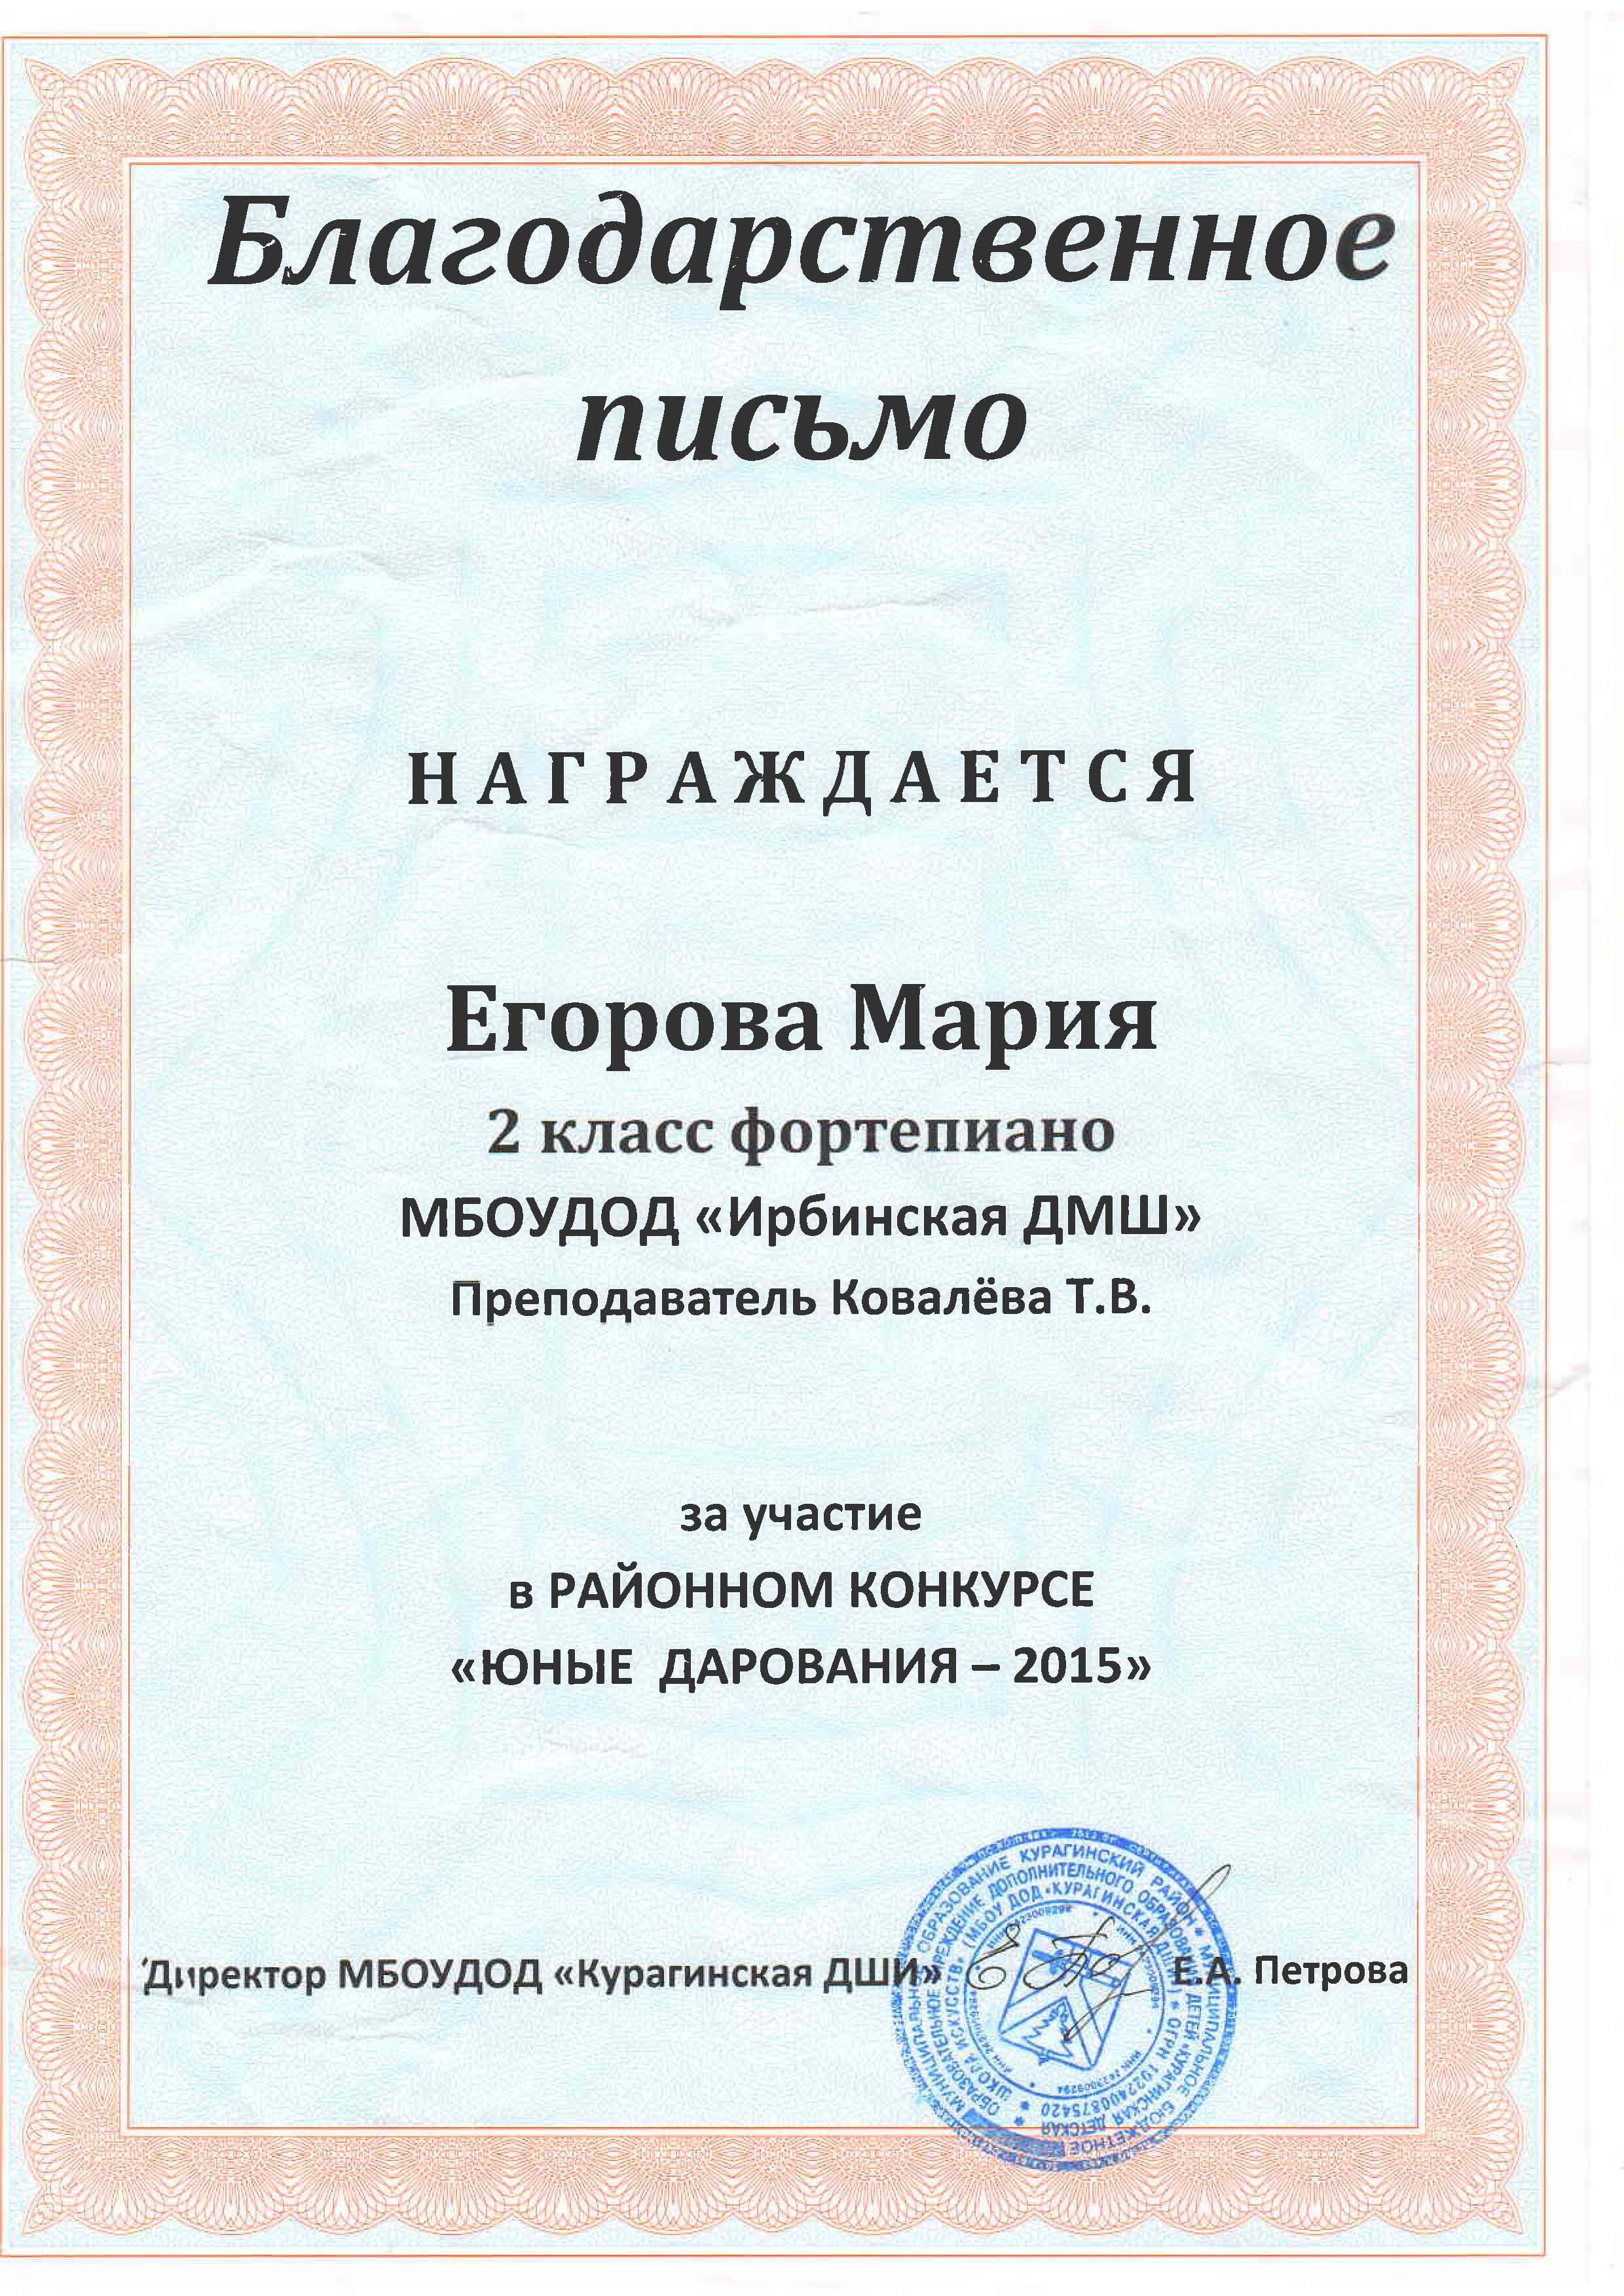 Благодарственное
письмо
НАГРАЖДАЕТСЯ
Егорова Мария
2 класс фортепиано
МБОУДОД «Ирбинская ДМШ»
Преподаватель Ковалёва Т.В.
за участие
в РАЙОННОМ КОНКУРСЕ
«ЮНЫЕ ДАРОВАНИЯ – 2015»
Директор МБОУДОД «Курагинская ДШИ» Е.А. Петрова
МУНИЦИПАЛЬНОЕ ОБРАЗОВАНИЕ КУРАГИНСКИЙ РАЙОН * МУНИЦИПАЛЬНОЕ БЮДЖЕТНОЕ
ОБРАЗОВАТЕЛЬНОЕ УЧРЕЖДЕНИЕ ДОПОЛНИТЕЛЬНОГО ОБРАЗОВАНИЯ ДЕТЕЙ «КУРАГИНСКАЯ ДЕТСКАЯ
ШКОЛА ИСКУССТВ» (МБОУ ДОД «КУРАГИНСКАЯ ДШИ») * ОГРН 1022400875420 *